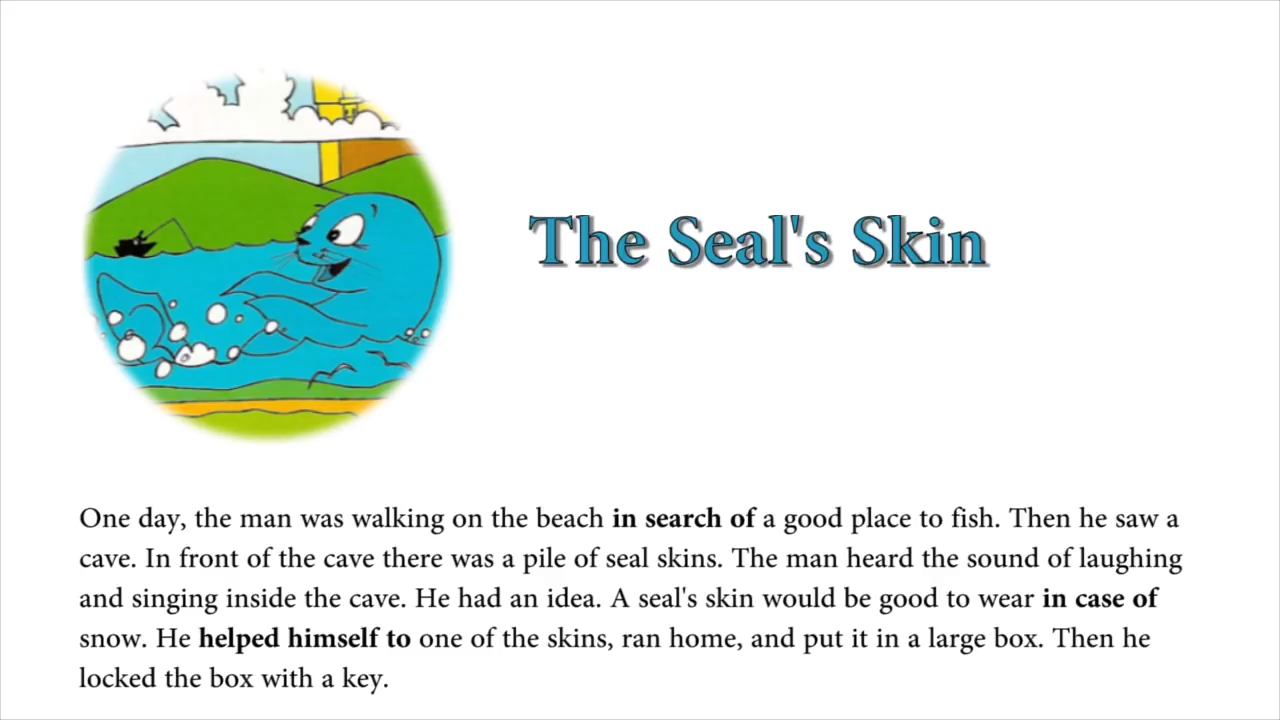 The Seal's Skin
One day, the man was walking on the beach in search of a good place to fish. Then he saw a
cave. In front of the cave there was a pile of seal skins. The man heard the sound of laughing
and singing inside the cave. He had an idea. A seal's skin would be good to wear in case of
snow. He helped himself to one of the skins, ran home, and put it in a large box. Then he
locked the box with a key.